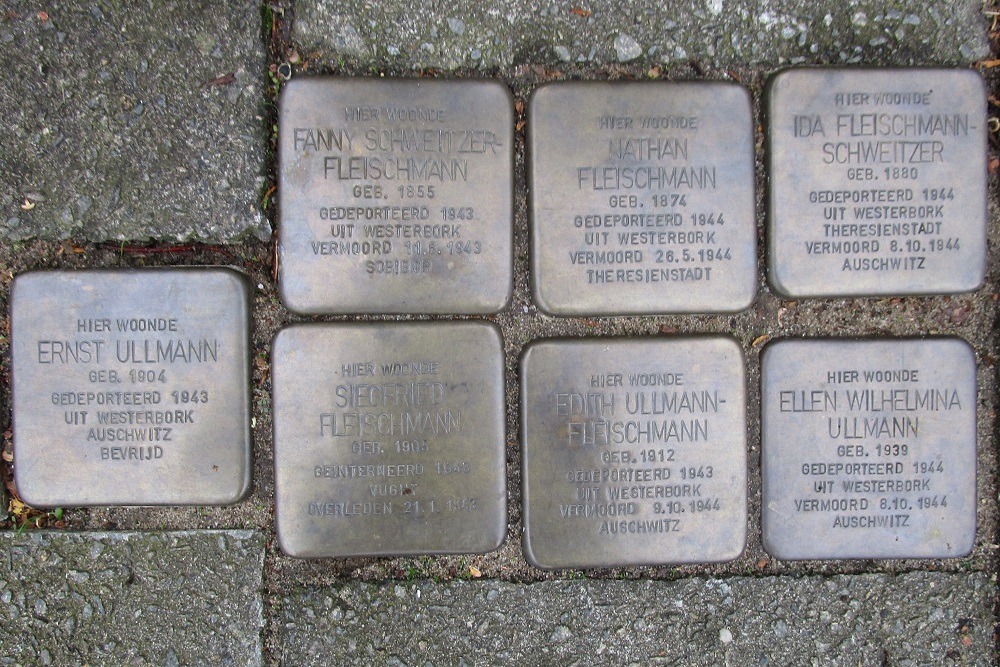 HIER WOONDE
FANNY SCHWEITZER-
FLEISCHMANN
GEB. 1855
GEDEPORTEERD 1943
UIT WESTERBORK
VERMOORD 11.6.1943
SOBIBOR
HIER WOONDE
NATHAN
FLEISCHMANN
GEB. 1874
GEDEPORTEERD 1944
UIT WESTERBORK
VERMOORD 26.5.1944
THERESIENSTADT
HIER WOONDE
IDA FLEISCHMANN-
SCHWEITZER
GEB. 1880
GEDEPORTEERD 1944
UIT WESTERBORK
THERESIENSTADT
VERMOORD 8.10.1944
AUSCHWITZ
HIER WOONDE
ERNST ULLMANN
GEB. 1904
GEDEPORTEERD 1943
UIT WESTERBORK
AUSCHWITZ
BEVRIJD
HIER WOONDE
SIEGFRIED
FLEISCHMANN
GEB.
GEINTERNEERD 1943
VUGHT
OVERLEDEN 21.1.
HIER WOONDE
EDITH ULLMANN-
FLEISCHMANN
GEB. 1912
GEDEPORTEERD 1943
UIT WESTERBORK
VERMOORD 9.10.1944
AUSCHWITZ
HIER WOONDE
ELLEN WILHELMINA
ULLMANN
GEB. 1939
GEDEPORTEERD 1944
UIT WESTERBORK
VERMOORD 8.10.1944
AUSCHWITZ